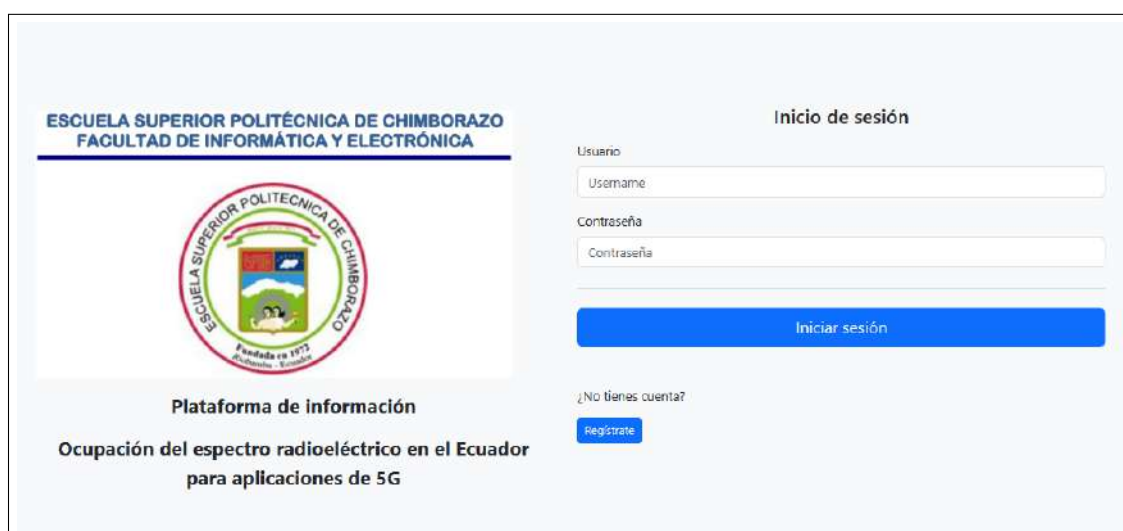 ESCUELA SUPERIOR POLITÉCNICA DE CHIMBORAZO
FACULTAD DE INFORMÁTICA Y ELECTRÓNICA
ESCUELA SUPERIOR POLITECNICA DE CHIMBORAZO
Fundada en 1972
Riobamba - Ecuador
Plataforma de información
Ocupación del espectro radioeléctrico en el Ecuador
para aplicaciones de 5G
Inicio de sesión
Usuario
Username
Contraseña
Contraseña
Iniciar sesión
¿No tienes cuenta?
Regístrate